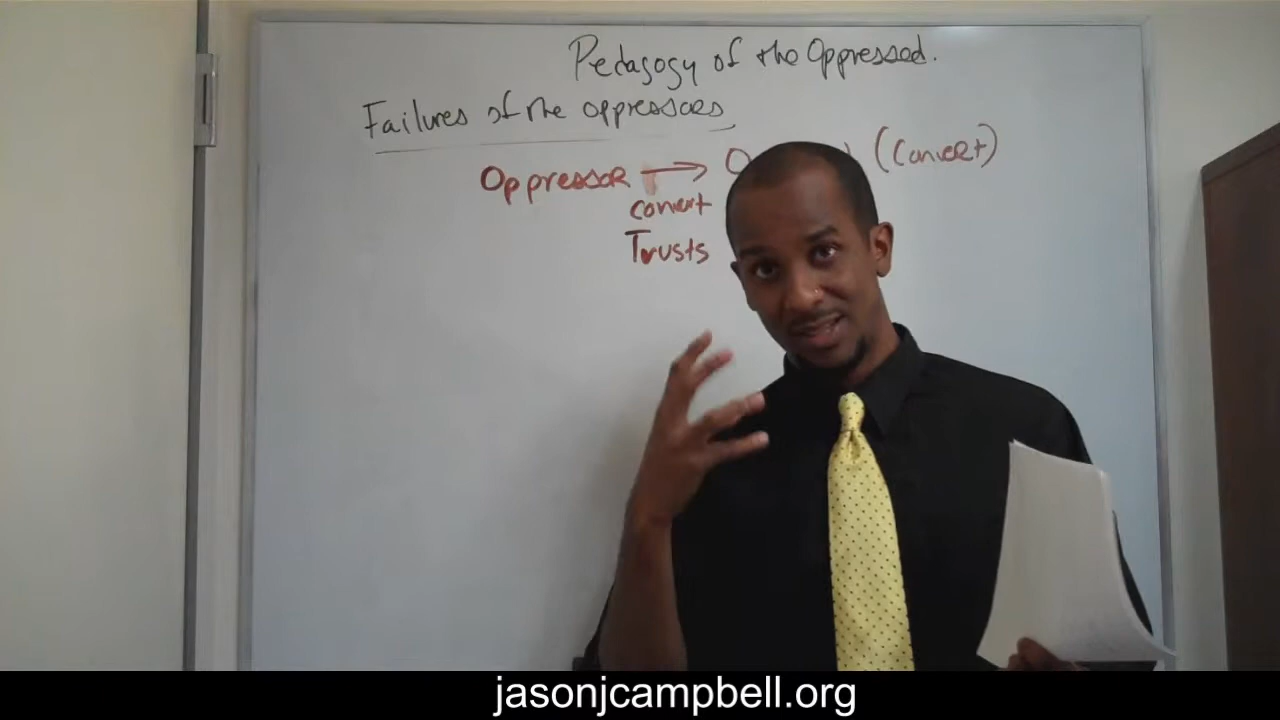 Pedagogy of the Oppressed.
Failures of the oppressors
Oppressor → (convert)
convert
Trusts
jasonjcampbell.org